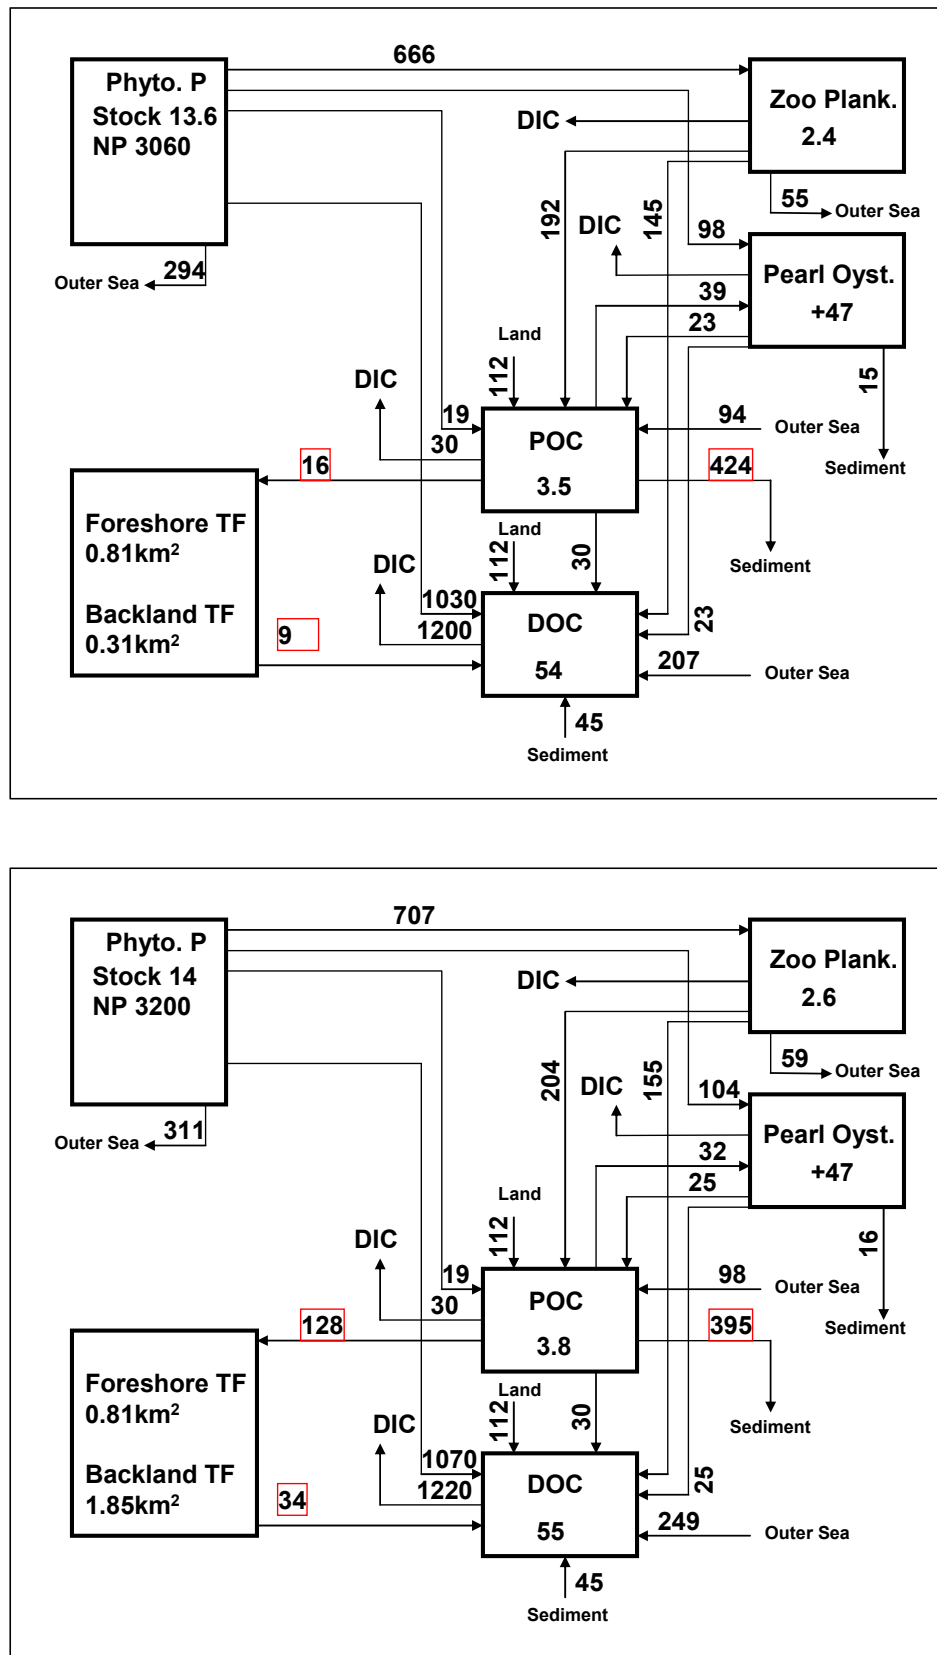 666
Phyto. P
Stock 13.6
NP 3060
Zoo Plank.
2.4
DIC
192
145
55
Outer Sea
98
DIC
Outer Sea
294
Pearl Oyst.
+47
39
23
Land
112
15
DIC
19
30
POC
3.5
94
Outer Sea
Sediment
16
424
Foreshore TF
0.81km²
Backland TF
0.31km²
Land
112
30
Sediment
DIC
1030
1200
DOC
54
23
9
207
Outer Sea
45
Sediment
707
Phyto. P
Stock 14
NP 3200
Zoo Plank.
2.6
DIC
204
155
59
Outer Sea
104
DIC
Outer Sea
311
Pearl Oyst.
+47
32
25
Land
112
16
DIC
19
30
POC
3.8
98
Outer Sea
Sediment
128
395
Foreshore TF
0.81km²
Backland TF
1.85km²
Land
112
30
Sediment
DIC
1070
1220
DOC
55
25
34
249
Outer Sea
45
Sediment